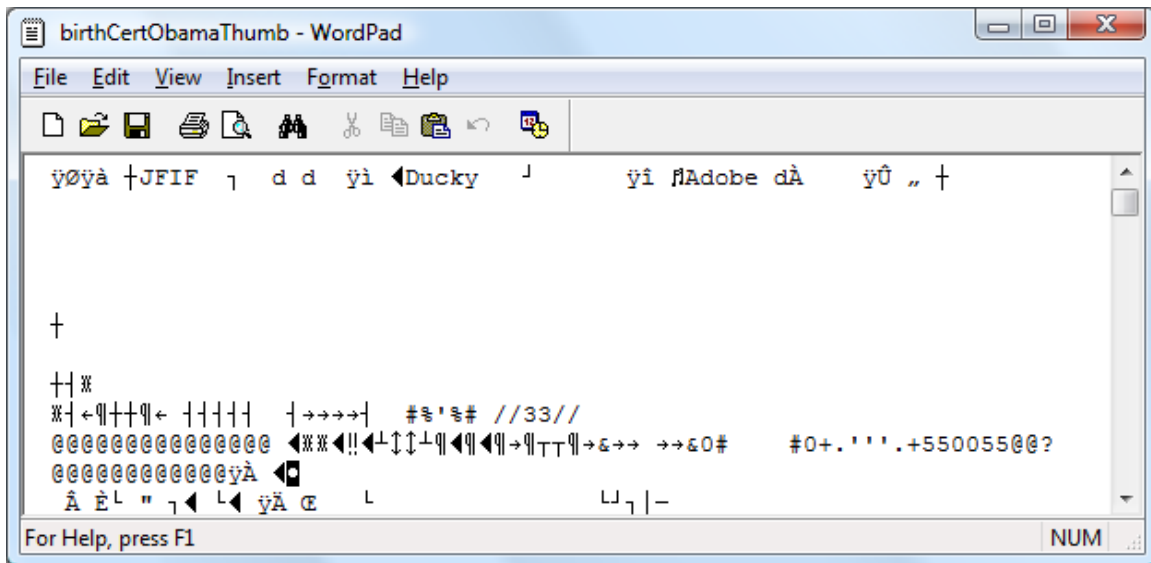 birthCertObamaThumb - WordPad
File Edit View Insert Format Help
ÿØÿà ┼JFIF ┐ d d ÿì ◄Ducky ┘ ÿî Adobe dÀ ÿÛ „ ┼
┼
┼┤
┤←¶┼┼¶← ┤┤┤┤┤ ┤→→→→┤ #%'%# //33//
@@@@@@@@@@@@@@@ ◄◄‼◄┴↕↕┴¶◄¶◄¶→¶┬┬¶→&→→ →→&0# #0+.'''.+550055@@?
@@@@@@@@@@@@ÿÀ ◄◘
Â È└ " ┐◄ └◄ ÿÄ Œ └ └┘┐│─
For Help, press F1
NUM